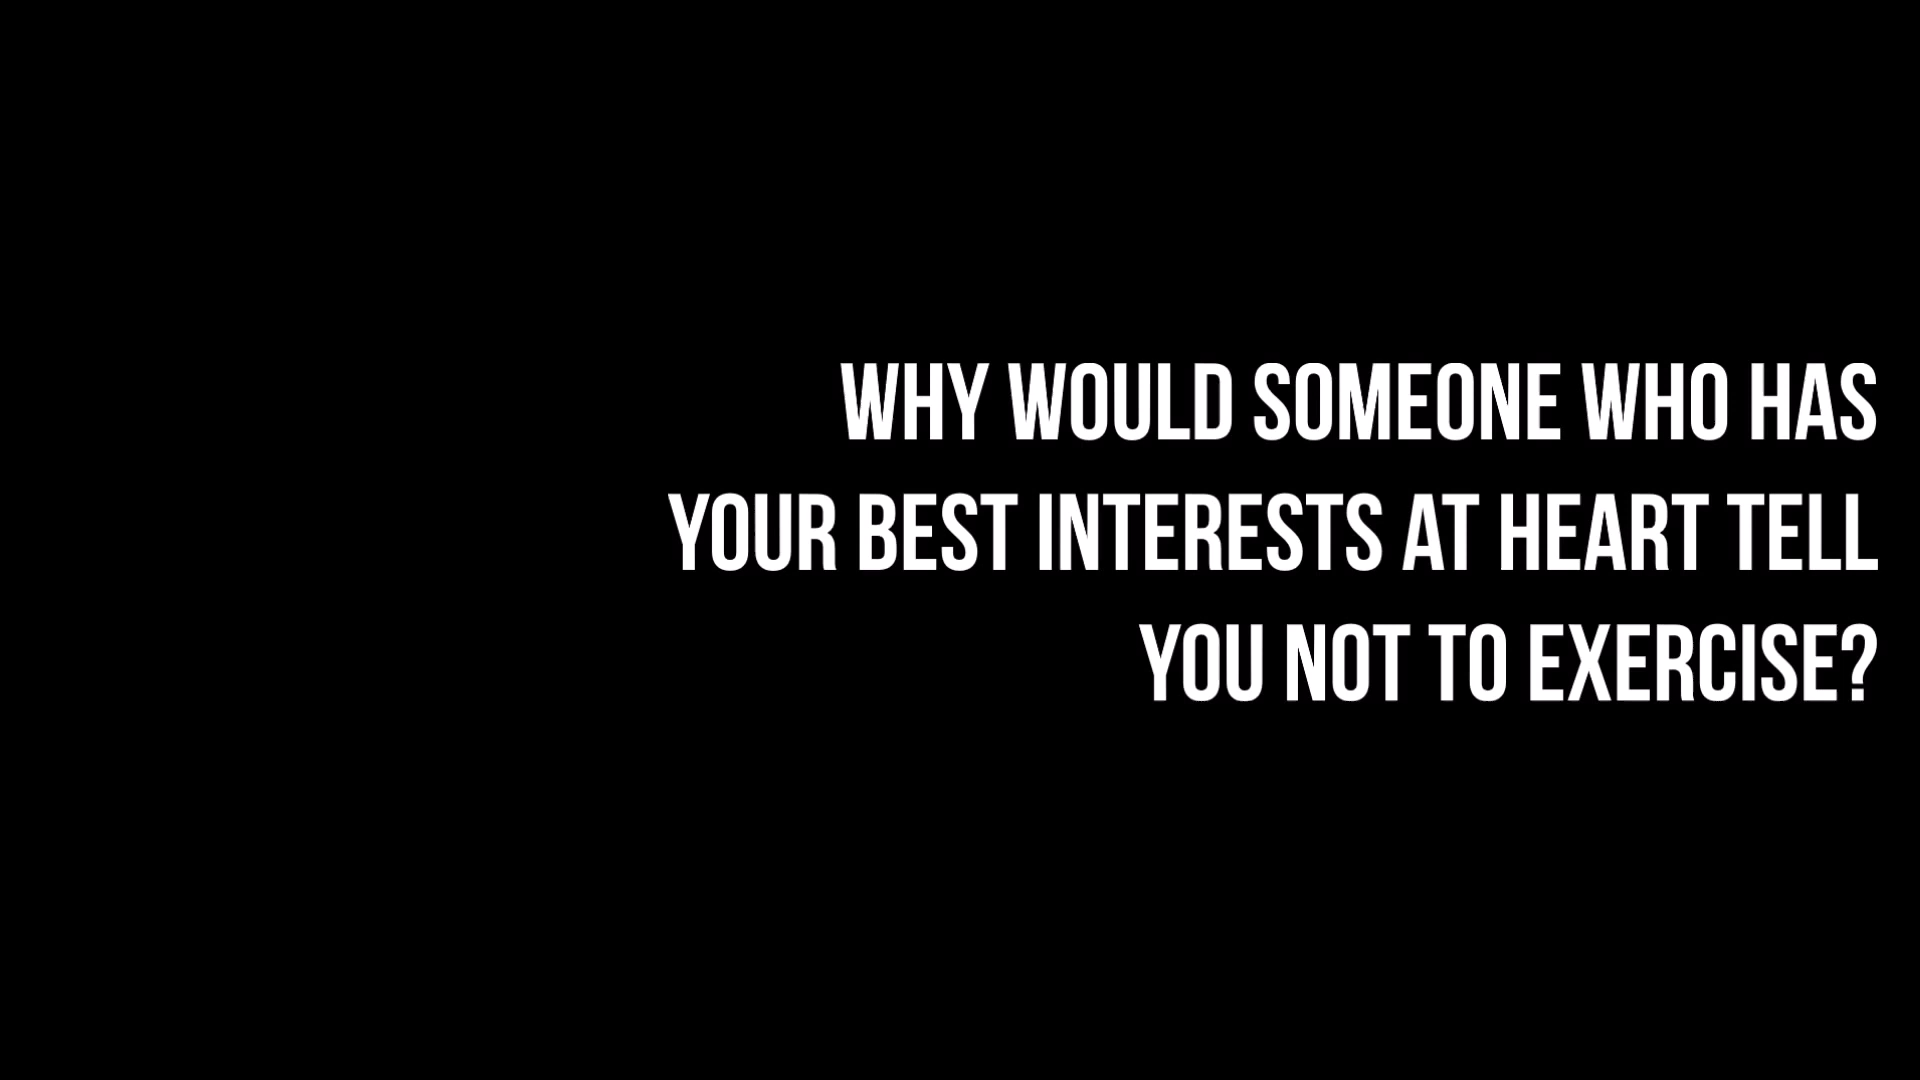 WHY WOULD SOMEONE WHO HAS
YOUR BEST INTERESTS AT HEART TELL
YOU NOT TO EXERCISE?